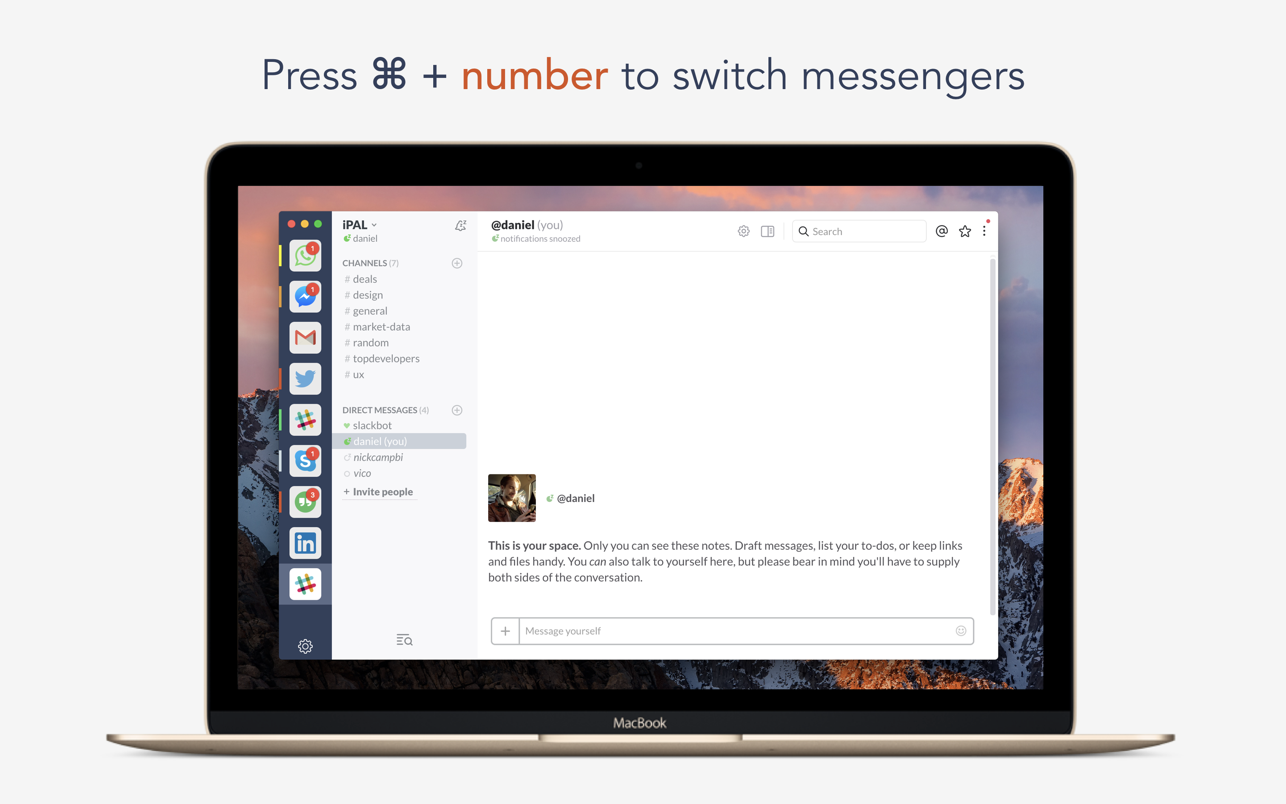 Press ⌘ + number to switch messengers
iPAL
daniel
CHANNELS (7)
# deals
# design
# general
# market-data
# random
# topdevelopers
# ux
DIRECT MESSAGES (4)
slackbot
daniel (you)
nickcampbi
vico
+ Invite people
1
1
1
3
in
@daniel (you)
notifications snoozed
Search
@daniel
This is your space. Only you can see these notes. Draft messages, list your to-dos, or keep links
and files handy. You can also talk to yourself here, but please bear in mind you'll have to supply
both sides of the conversation.
+ Message yourself
MacBook